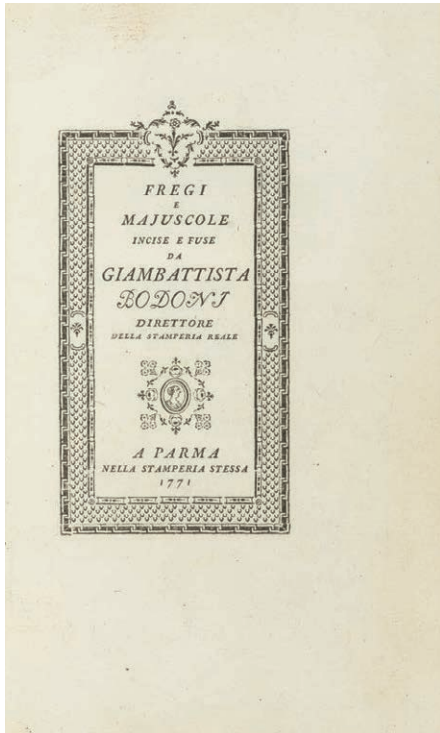 FREGI
E
MAJUSCOLE
INCISE E FUSE
DA
GIAMBATTISTA
BODONI
DIRETTORE
DELLA STAMPERIA REALE
A PARMA
NELLA STAMPERIA STESSA
1771